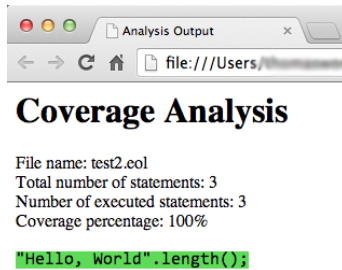 Analysis Output
file:///Users/
Coverage Analysis
File name: test2.eol
Total number of statements: 3
Number of executed statements: 3
Coverage percentage: 100%
"Hello, World".length();